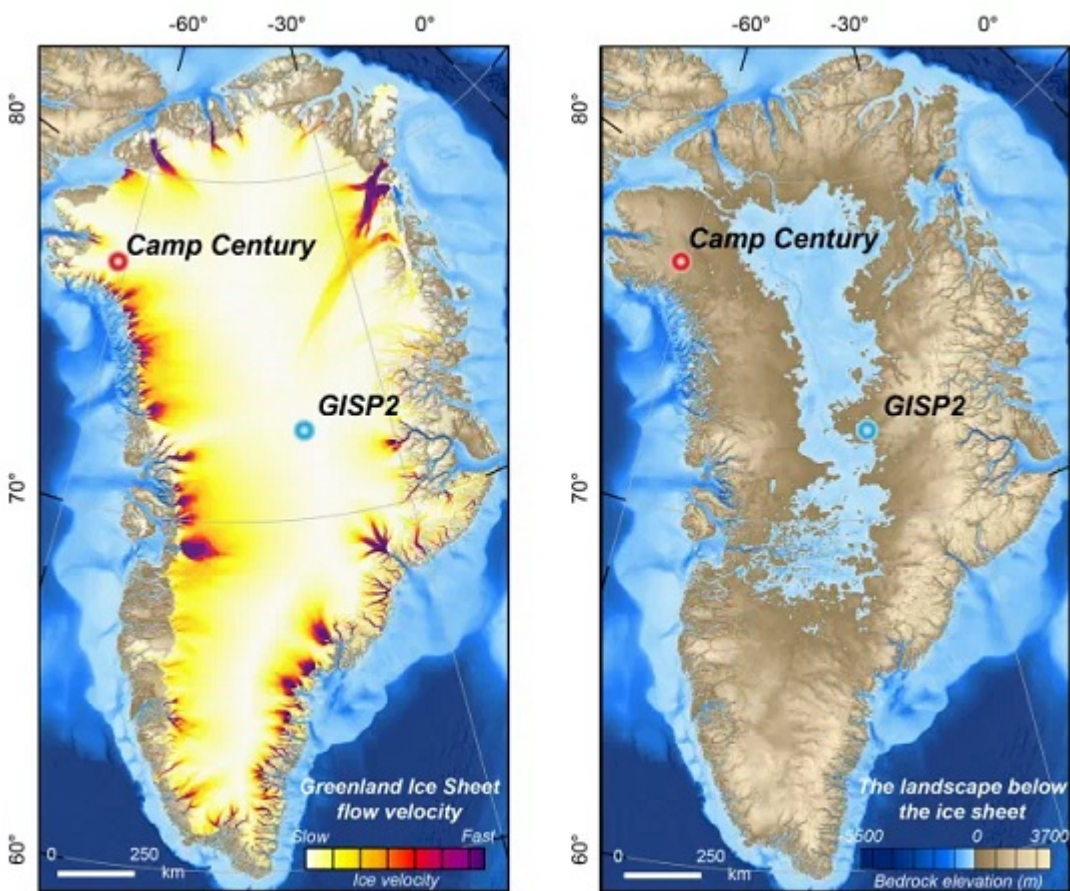 -60°
-30°
0°
80°
70°
60°
Camp Century
GISP2
Greenland Ice Sheet
flow velocity
Slow
Fast
Ice velocity
0
250
km
-60°
-30°
0°
80°
70°
60°
Camp Century
GISP2
The landscape below
the ice sheet
-5500
0
3700
Bedrock elevation (m)
0
250
km